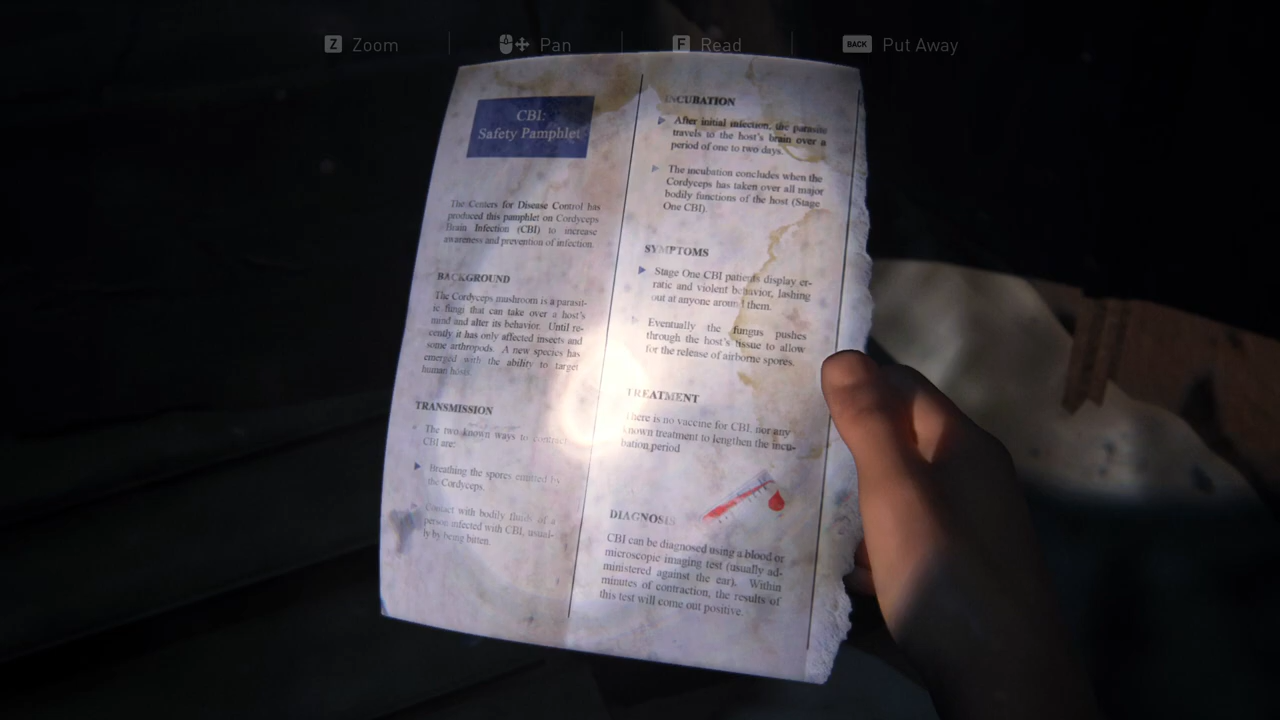 Z Zoom
Pan
F Read
BACK Put Away
CBI:
Safety Pamphlet
The Centers for Disease Control has
produced this pamphlet on Cordyceps
Brain Infection (CBI) to increase
awareness and prevention of infection.
BACKGROUND
The Cordyceps mushroom is a parasit-
ic fungi that can take over a host's
mind and alter its behavior. Until re-
cently it has only affected insects and
some arthropods. A new species has
emerged with the ability to target
human hosts.
TRANSMISSION
The two known ways to contract
CBI are:
Breathing the spores emitted by
the Cordyceps.
Contact with bodily fluids of a
person infected with CBI, usual-
ly by being bitten.
INCUBATION
After initial infection, the parasite
travels to the host's brain over a
period of one to two days.
The incubation concludes when the
Cordyceps has taken over all major
bodily functions of the host (Stage
One CBI).
SYMPTOMS
Stage One CBI patients display er-
ratic and violent behavior, lashing
out at anyone around them.
Eventually the fungus pushes
through the host's tissue to allow
for the release of airborne spores.
TREATMENT
There is no vaccine for CBI, nor any
known treatment to lengthen the incu-
bation period
DIAGNOSIS
CBI can be diagnosed using a blood or
microscopic imaging test (usually ad-
ministered against the ear). Within
minutes of contraction, the results of
this test will come out positive.